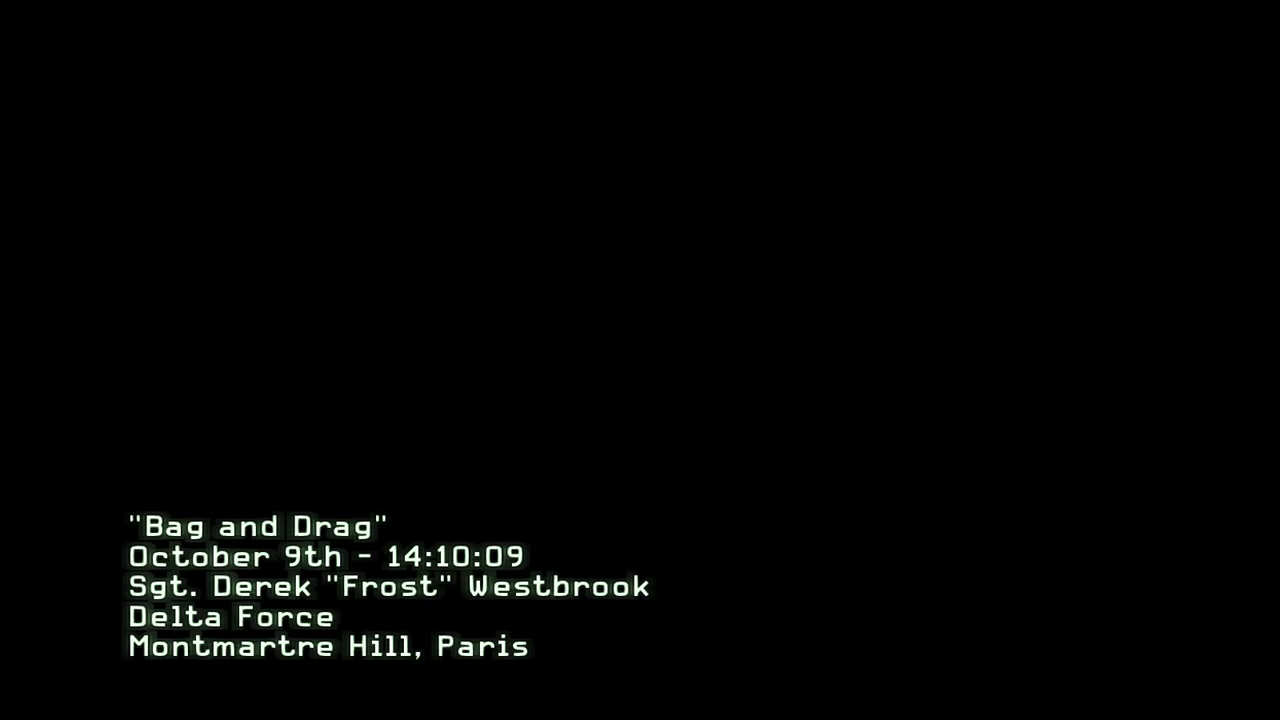 "Bag and Drag"
October 9th - 14:10:09
Sgt. Derek "Frost" Westbrook
Delta Force
Montmartre Hill, Paris